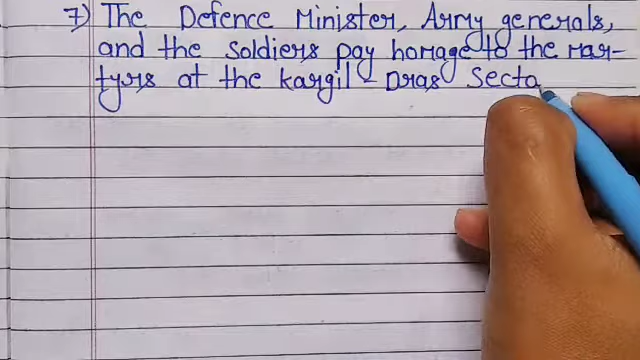 7) The Defence Minister, Army generals,
and the soldiers pay homage to the mar-
tyrs at the Kargil - Dras Secta